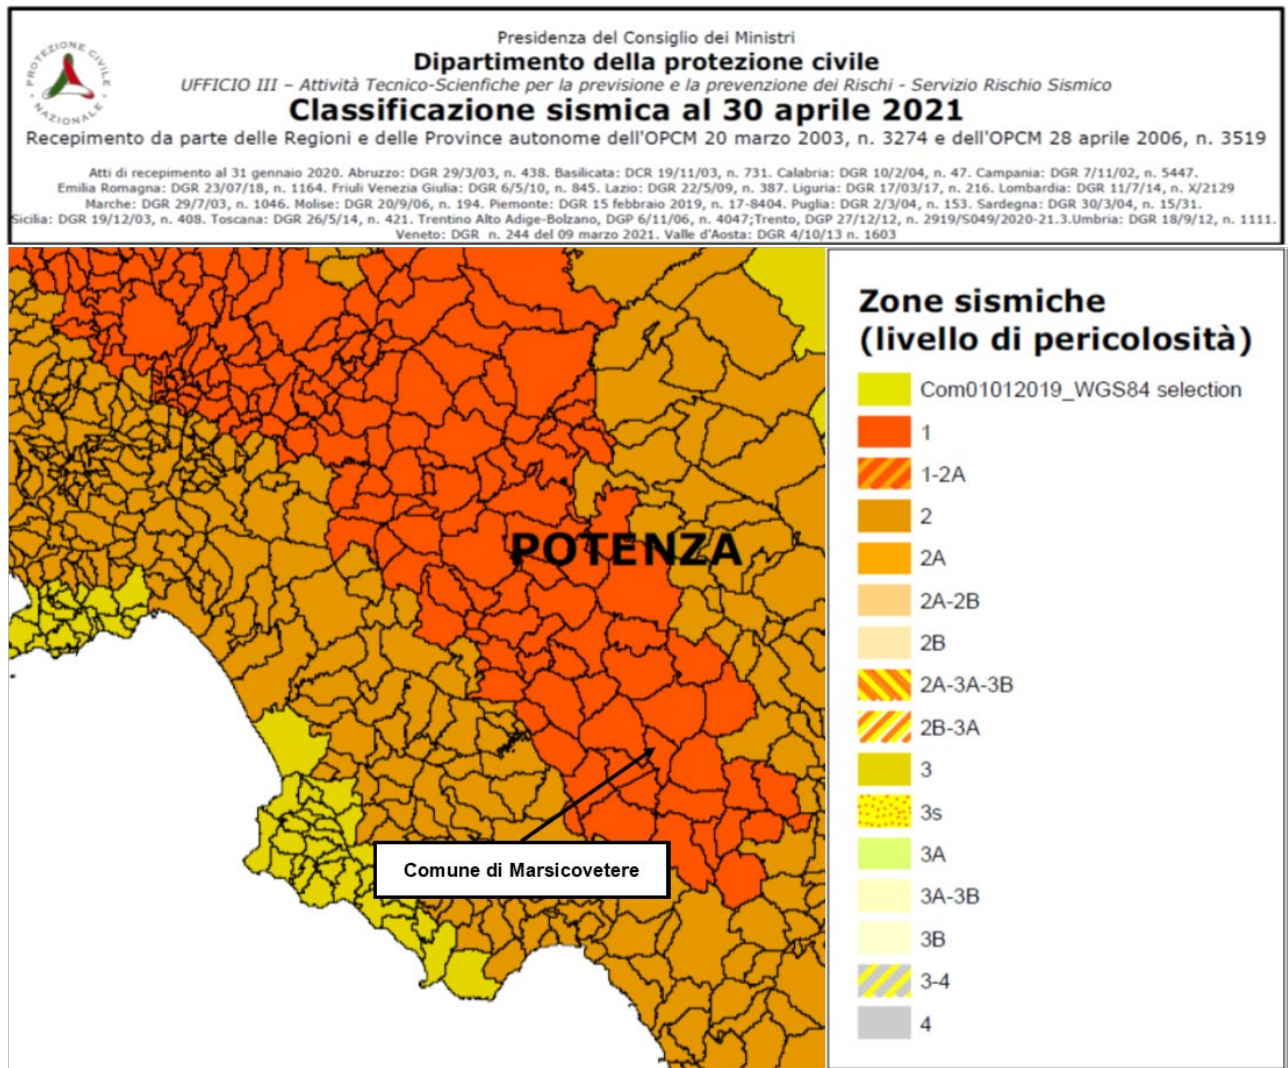 PROTEZIONE CIVILE
NAZIONALE
Presidenza del Consiglio dei Ministri
Dipartimento della protezione civile
UFFICIO III – Attività Tecnico-Scienfiche per la previsione e la prevenzione dei Rischi - Servizio Rischio Sismico
Classificazione sismica al 30 aprile 2021
Recepimento da parte delle Regioni e delle Province autonome dell'OPCM 20 marzo 2003, n. 3274 e dell'OPCM 28 aprile 2006, n. 3519
Atti di recepimento al 31 gennaio 2020. Abruzzo: DGR 29/3/03, n. 438. Basilicata: DCR 19/11/03, n. 731. Calabria: DGR 10/2/04, n. 47. Campania: DGR 7/11/02, n. 5447.
Emilia Romagna: DGR 23/07/18, n. 1164. Friuli Venezia Giulia: DGR 6/5/10, n. 845. Lazio: DGR 22/5/09, n. 387. Liguria: DGR 17/03/17, n. 216. Lombardia: DGR 11/7/14, n. X/2129
Marche: DGR 29/7/03, n. 1046. Molise: DGR 20/9/06, n. 194. Piemonte: DGR 15 febbraio 2019, n. 17-8404. Puglia: DGR 2/3/04, n. 153. Sardegna: DGR 30/3/04, n. 15/31.
Sicilia: DGR 19/12/03, n. 408. Toscana: DGR 26/5/14, n. 421. Trentino Alto Adige-Bolzano, DGP 6/11/06, n. 4047;Trento, DGP 27/12/12, n. 2919/S049/2020-21.3.Umbria: DGR 18/9/12, n. 1111.
Veneto: DGR n. 244 del 09 marzo 2021. Valle d'Aosta: DGR 4/10/13 n. 1603
POTENZA
Comune di Marsicovetere
Zone sismiche
(livello di pericolosità)
Com01012019_WGS84 selection
1
1-2A
2
2A
2A-2B
2B
2A-3A-3B
2B-3A
3
3s
3A
3A-3B
3B
3-4
4